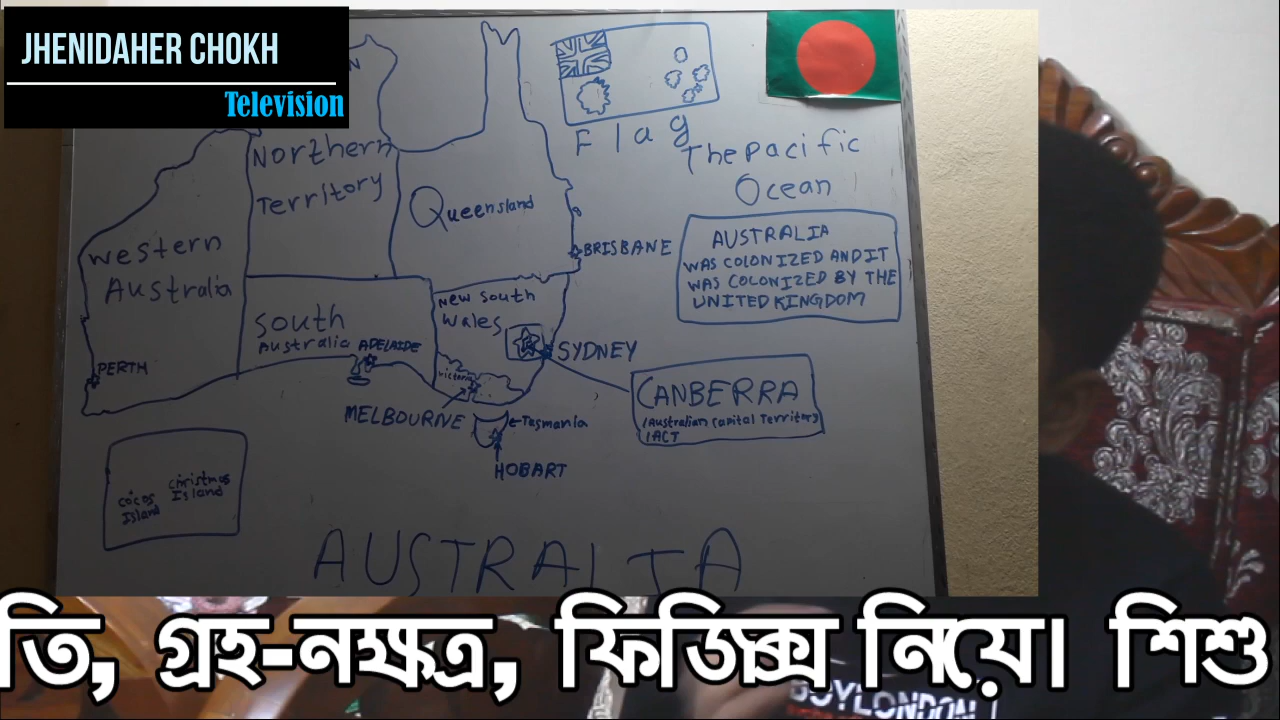 JHENIDAHER CHOKH
Television
N
Flag
The pacific
Ocean
Northern
Territory
Queensland
BRISBANE
western
Australia
AUSTRALIA
WAS COLONIZED AND IT
WAS COLONIZED BY THE
UNITED KINGDOM
New south
Wales
South
Australia
ADELAIDE
SYDNEY
PERTH
victoria
CANBERRA
/Australian Capital Territory
/ACT
MELBOURNE
←Tasmania
HOBART
cocos
Island
christmas
Island
AUSTRALIA
তি, গ্রহ-নক্ষত্র, ফিজিক্স নিয়ে। শিশু
BOYLONDON